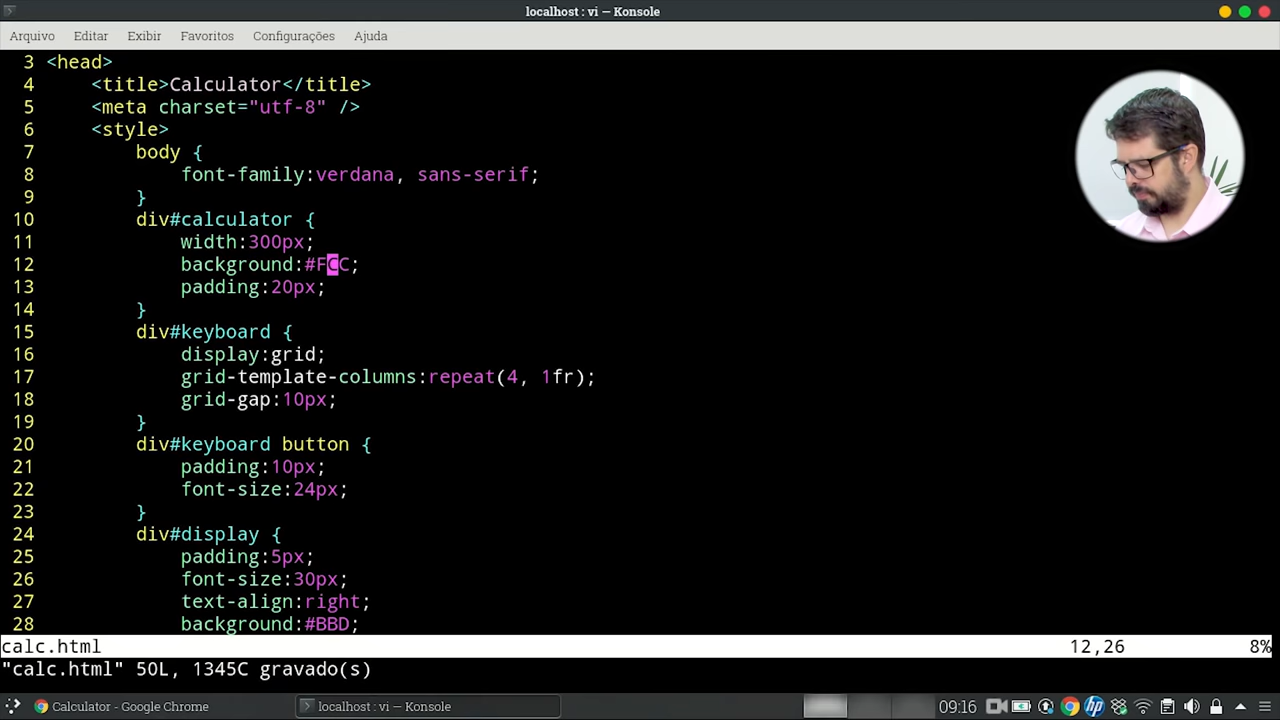 localhost : vi — Konsole
Arquivo Editar Exibir Favoritos Configurações Ajuda
3 <head>
4 <title>Calculator</title>
5 <meta charset="utf-8" />
6 <style>
7 body {
8 font-family:verdana, sans-serif;
9 }
10 div#calculator {
11 width:300px;
12 background:#FCC;
13 padding:20px;
14 }
15 div#keyboard {
16 display:grid;
17 grid-template-columns:repeat(4, 1fr);
18 grid-gap:10px;
19 }
20 div#keyboard button {
21 padding:10px;
22 font-size:24px;
23 }
24 div#display {
25 padding:5px;
26 font-size:30px;
27 text-align:right;
28 background:#BBD;
calc.html 12,26 8%
"calc.html" 50L, 1345C gravado(s)
Calculator - Google Chrome localhost : vi — Konsole 09:16 hp